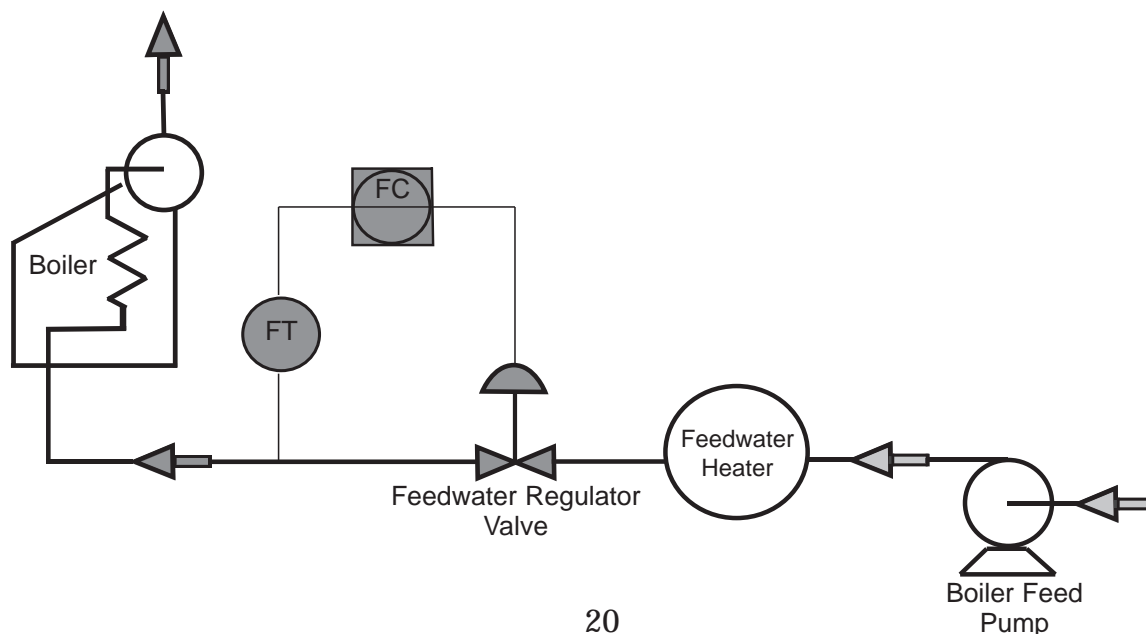 FC
Boiler
FT
Feedwater
Heater
Feedwater Regulator
Valve
Boiler Feed
Pump
20